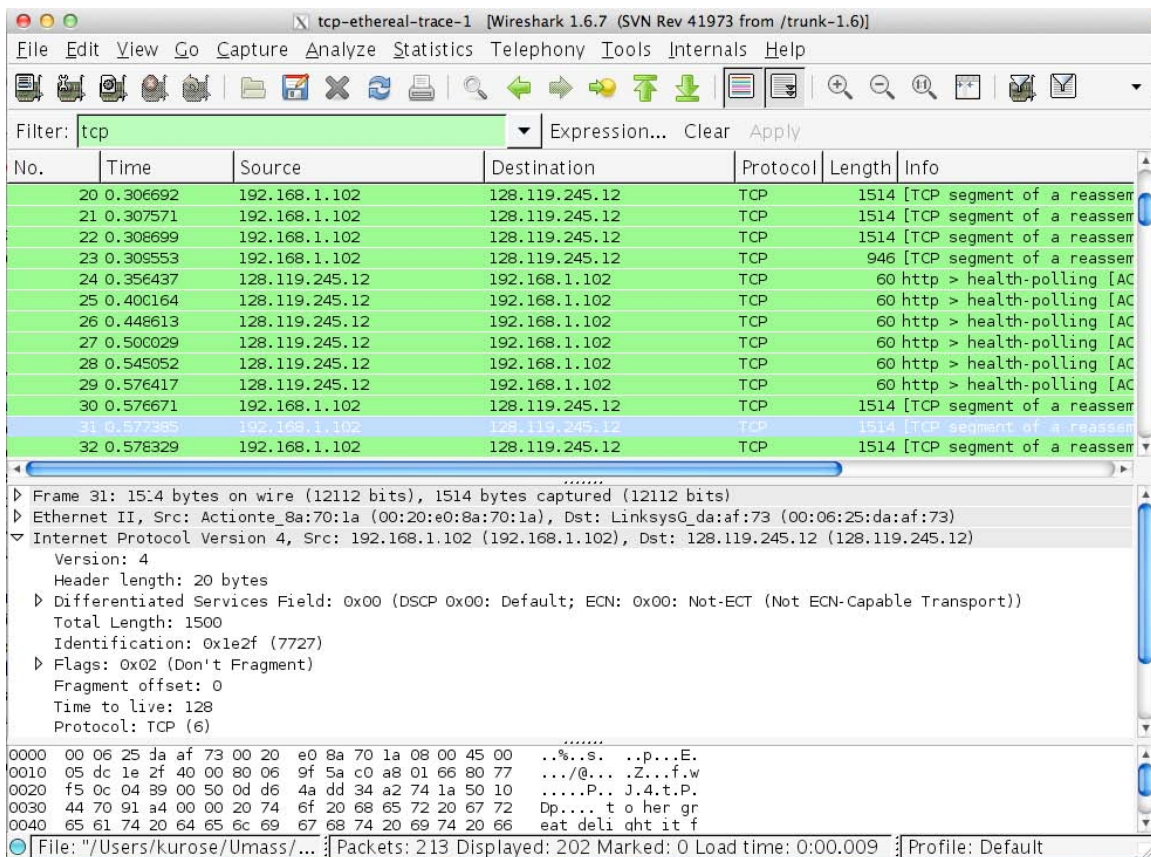 tcp-ethereal-trace-1 [Wireshark 1.6.7 (SVN Rev 41973 from /trunk-1.6)]
File Edit View Go Capture Analyze Statistics Telephony Tools Internals Help
Filter: tcp Expression... Clear Apply
No. Time Source Destination Protocol Length Info
20 0.306692 192.168.1.102 128.119.245.12 TCP 1514 [TCP segment of a reassem
21 0.307571 192.168.1.102 128.119.245.12 TCP 1514 [TCP segment of a reassem
22 0.308699 192.168.1.102 128.119.245.12 TCP 1514 [TCP segment of a reassem
23 0.309553 192.168.1.102 128.119.245.12 TCP 946 [TCP segment of a reassem
24 0.356437 128.119.245.12 192.168.1.102 TCP 60 http > health-polling [AC
25 0.400164 128.119.245.12 192.168.1.102 TCP 60 http > health-polling [AC
26 0.448613 128.119.245.12 192.168.1.102 TCP 60 http > health-polling [AC
27 0.500029 128.119.245.12 192.168.1.102 TCP 60 http > health-polling [AC
28 0.545052 128.119.245.12 192.168.1.102 TCP 60 http > health-polling [AC
29 0.576417 128.119.245.12 192.168.1.102 TCP 60 http > health-polling [AC
30 0.576671 192.168.1.102 128.119.245.12 TCP 1514 [TCP segment of a reassem
31 0.577385 192.168.1.102 128.119.245.12 TCP 1514 [TCP segment of a reassem
32 0.578329 192.168.1.102 128.119.245.12 TCP 1514 [TCP segment of a reassem
Frame 31: 1514 bytes on wire (12112 bits), 1514 bytes captured (12112 bits)
Ethernet II, Src: Actionte_8a:70:1a (00:20:e0:8a:70:1a), Dst: LinksysG_da:af:73 (00:06:25:da:af:73)
Internet Protocol Version 4, Src: 192.168.1.102 (192.168.1.102), Dst: 128.119.245.12 (128.119.245.12)
Version: 4
Header length: 20 bytes
Differentiated Services Field: 0x00 (DSCP 0x00: Default; ECN: 0x00: Not-ECT (Not ECN-Capable Transport))
Total Length: 1500
Identification: 0x1e2f (7727)
Flags: 0x02 (Don't Fragment)
Fragment offset: 0
Time to live: 128
Protocol: TCP (6)
0000 00 06 25 da af 73 00 20 e0 8a 70 1a 08 00 45 00 ..%..s. ..p...E.
0010 05 dc 1e 2f 40 00 80 06 9f 5a c0 a8 01 66 80 77 .../@... .Z...f.w
0020 f5 0c 04 89 00 50 0d d6 4a dd 34 a2 74 1a 50 10 .....P.. J.4.t.P.
0030 44 70 91 a4 00 00 20 74 6f 20 68 65 72 20 67 72 Dp.... t o her gr
0040 65 61 74 20 64 65 6c 69 67 68 74 20 69 74 20 66 eat deli ght it f
File: "/Users/kurose/Umass/... Packets: 213 Displayed: 202 Marked: 0 Load time: 0:00.009 Profile: Default